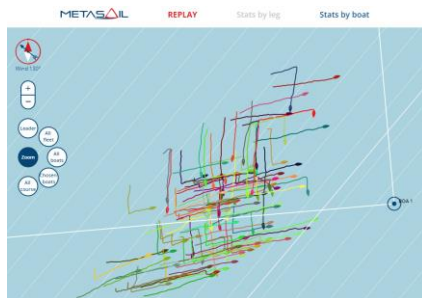 METASAIL REPLAY Stats by leg Stats by boat
Wind 130°
+
−
Leader
All fleet
Zoom
All boats
Zoom boats
All course
BOA 1